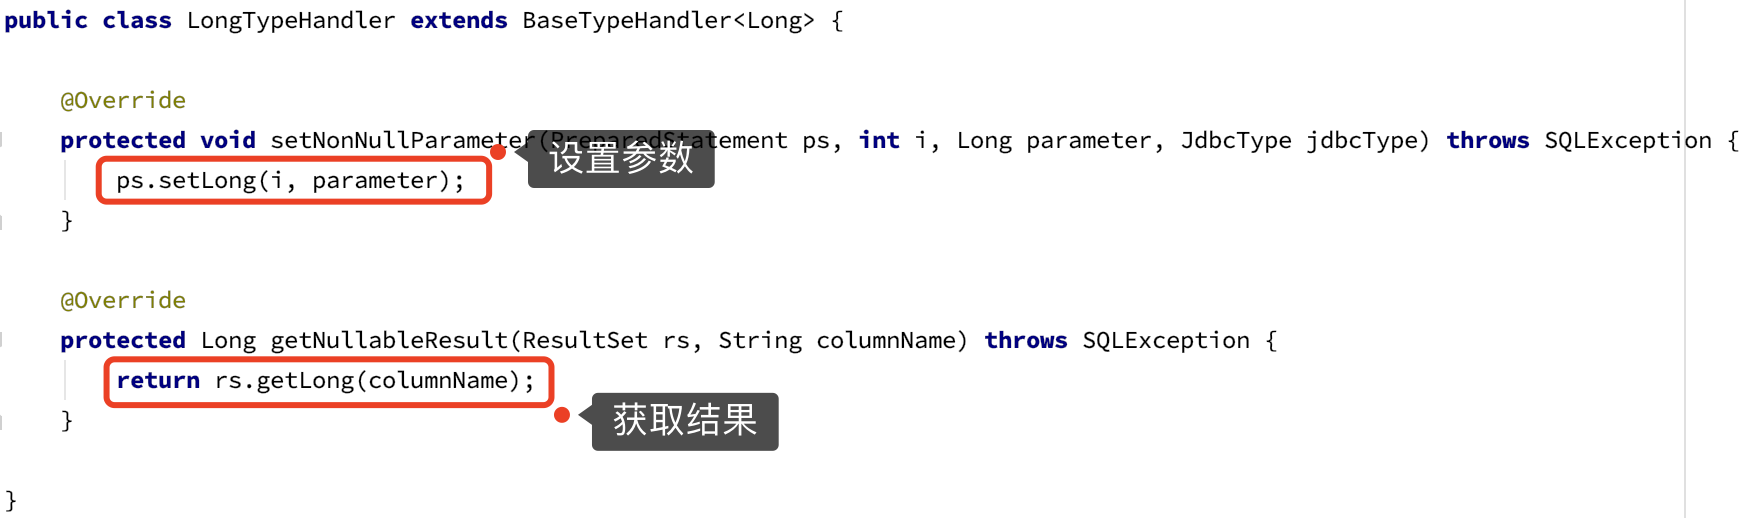 public class LongTypeHandler extends BaseTypeHandler<Long> {
@Override
protected void setNonNullParameter(PreparedStatement ps, int i, Long parameter, JdbcType jdbcType) throws SQLException {
设置参数
ps.setLong(i, parameter);
}
@Override
protected Long getNullableResult(ResultSet rs, String columnName) throws SQLException {
return rs.getLong(columnName);
获取结果
}
}